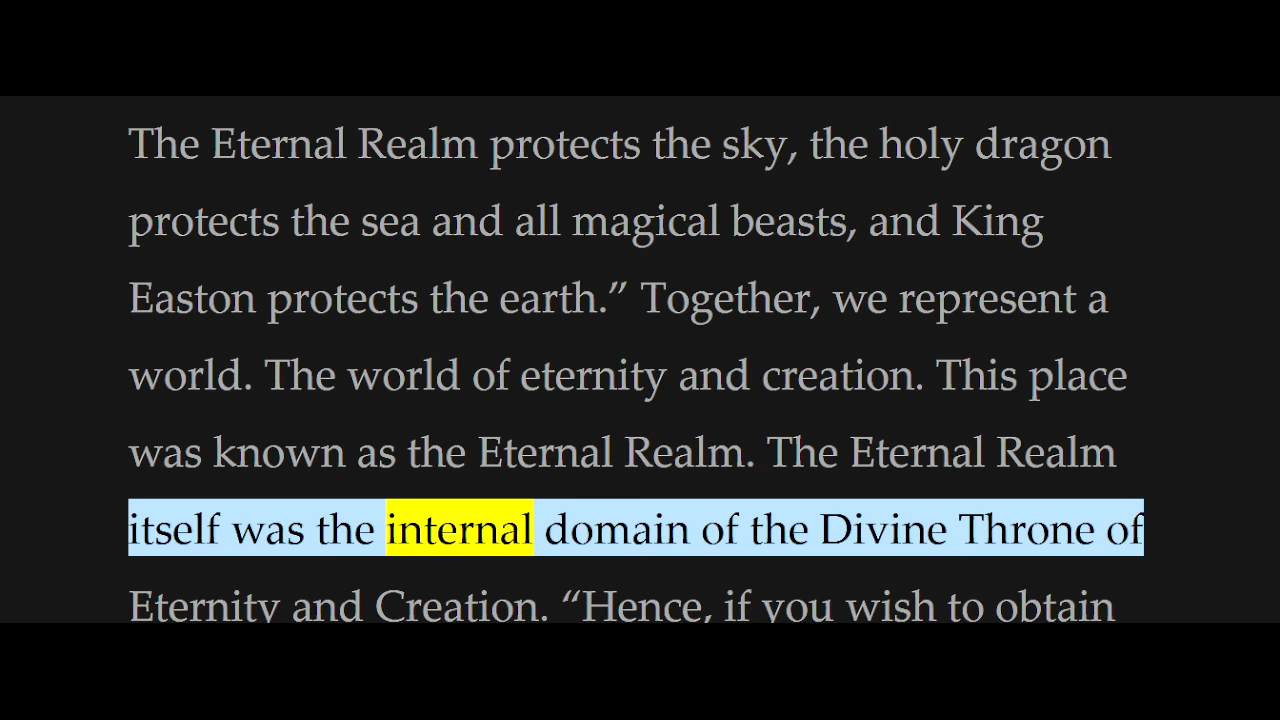 The Eternal Realm protects the sky, the holy dragon
protects the sea and all magical beasts, and King
Easton protects the earth.” Together, we represent a
world. The world of eternity and creation. This place
was known as the Eternal Realm. The Eternal Realm
itself was the internal domain of the Divine Throne of
Eternity and Creation. “Hence, if you wish to obtain